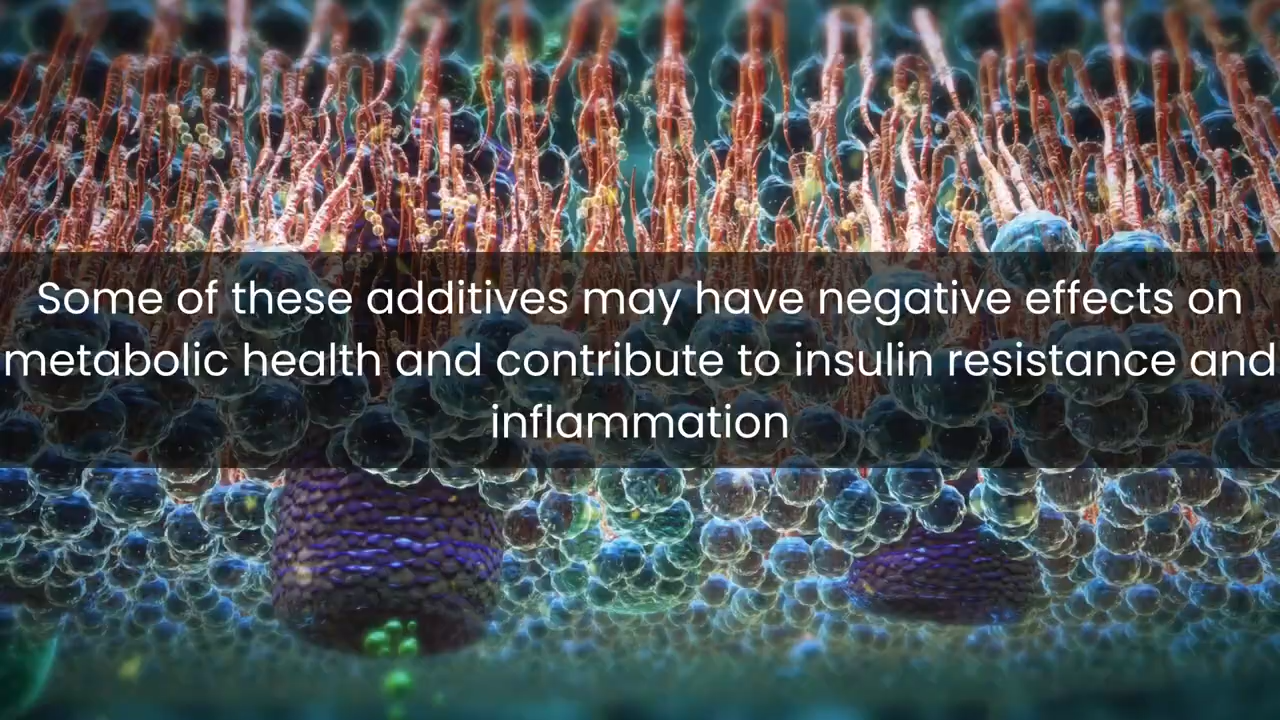 Some of these additives may have negative effects on
metabolic health and contribute to insulin resistance and
inflammation